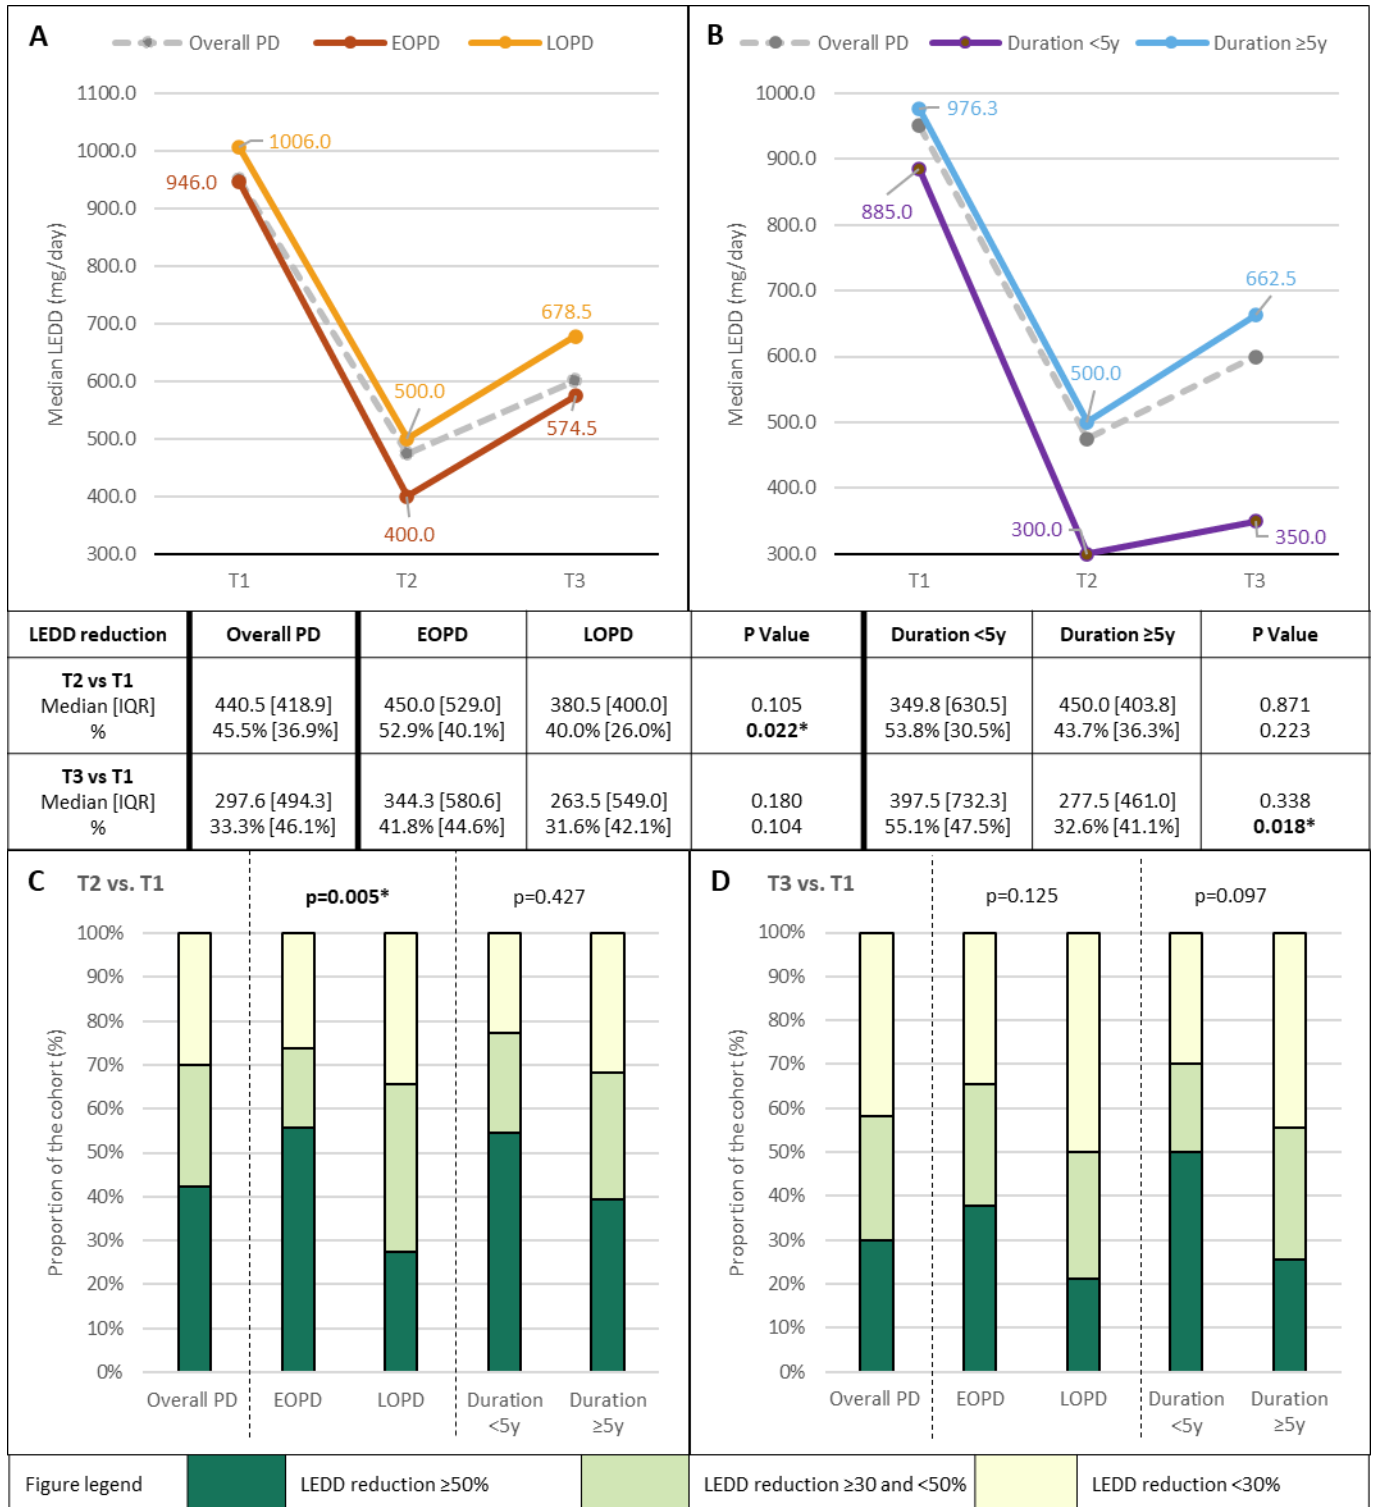 A
Overall PD EOPD LOPD
1100.0
1000.0
900.0
800.0
700.0
600.0
500.0
400.0
300.0
Median LEDD (mg/day)
1006.0
946.0
678.5
500.0
574.5
400.0
T1 T2 T3
B
Overall PD Duration <5y Duration ≥5y
1000.0
900.0
800.0
700.0
600.0
500.0
400.0
300.0
Median LEDD (mg/day)
976.3
885.0
662.5
500.0
300.0
350.0
T1 T2 T3
LEDD reduction Overall PD EOPD LOPD P Value Duration <5y Duration ≥5y P Value
T2 vs T1
Median [IQR] 440.5 [418.9] 450.0 [529.0] 380.5 [400.0] 0.105 349.8 [630.5] 450.0 [403.8] 0.871
% 45.5% [36.9%] 52.9% [40.1%] 40.0% [26.0%] 0.022* 53.8% [30.5%] 43.7% [36.3%] 0.223
T3 vs T1
Median [IQR] 297.6 [494.3] 344.3 [580.6] 263.5 [549.0] 0.180 397.5 [732.3] 277.5 [461.0] 0.338
% 33.3% [46.1%] 41.8% [44.6%] 31.6% [42.1%] 0.104 55.1% [47.5%] 32.6% [41.1%] 0.018*
C T2 vs. T1
p=0.005* p=0.427
100%
90%
80%
70%
60%
50%
40%
30%
20%
10%
0%
Proportion of the cohort (%)
Overall PD EOPD LOPD Duration Duration
<5y ≥5y
D T3 vs. T1
p=0.125 p=0.097
100%
90%
80%
70%
60%
50%
40%
30%
20%
10%
0%
Proportion of the cohort (%)
Overall PD EOPD LOPD Duration Duration
<5y ≥5y
Figure legend LEDD reduction ≥50% LEDD reduction ≥30 and <50% LEDD reduction <30%